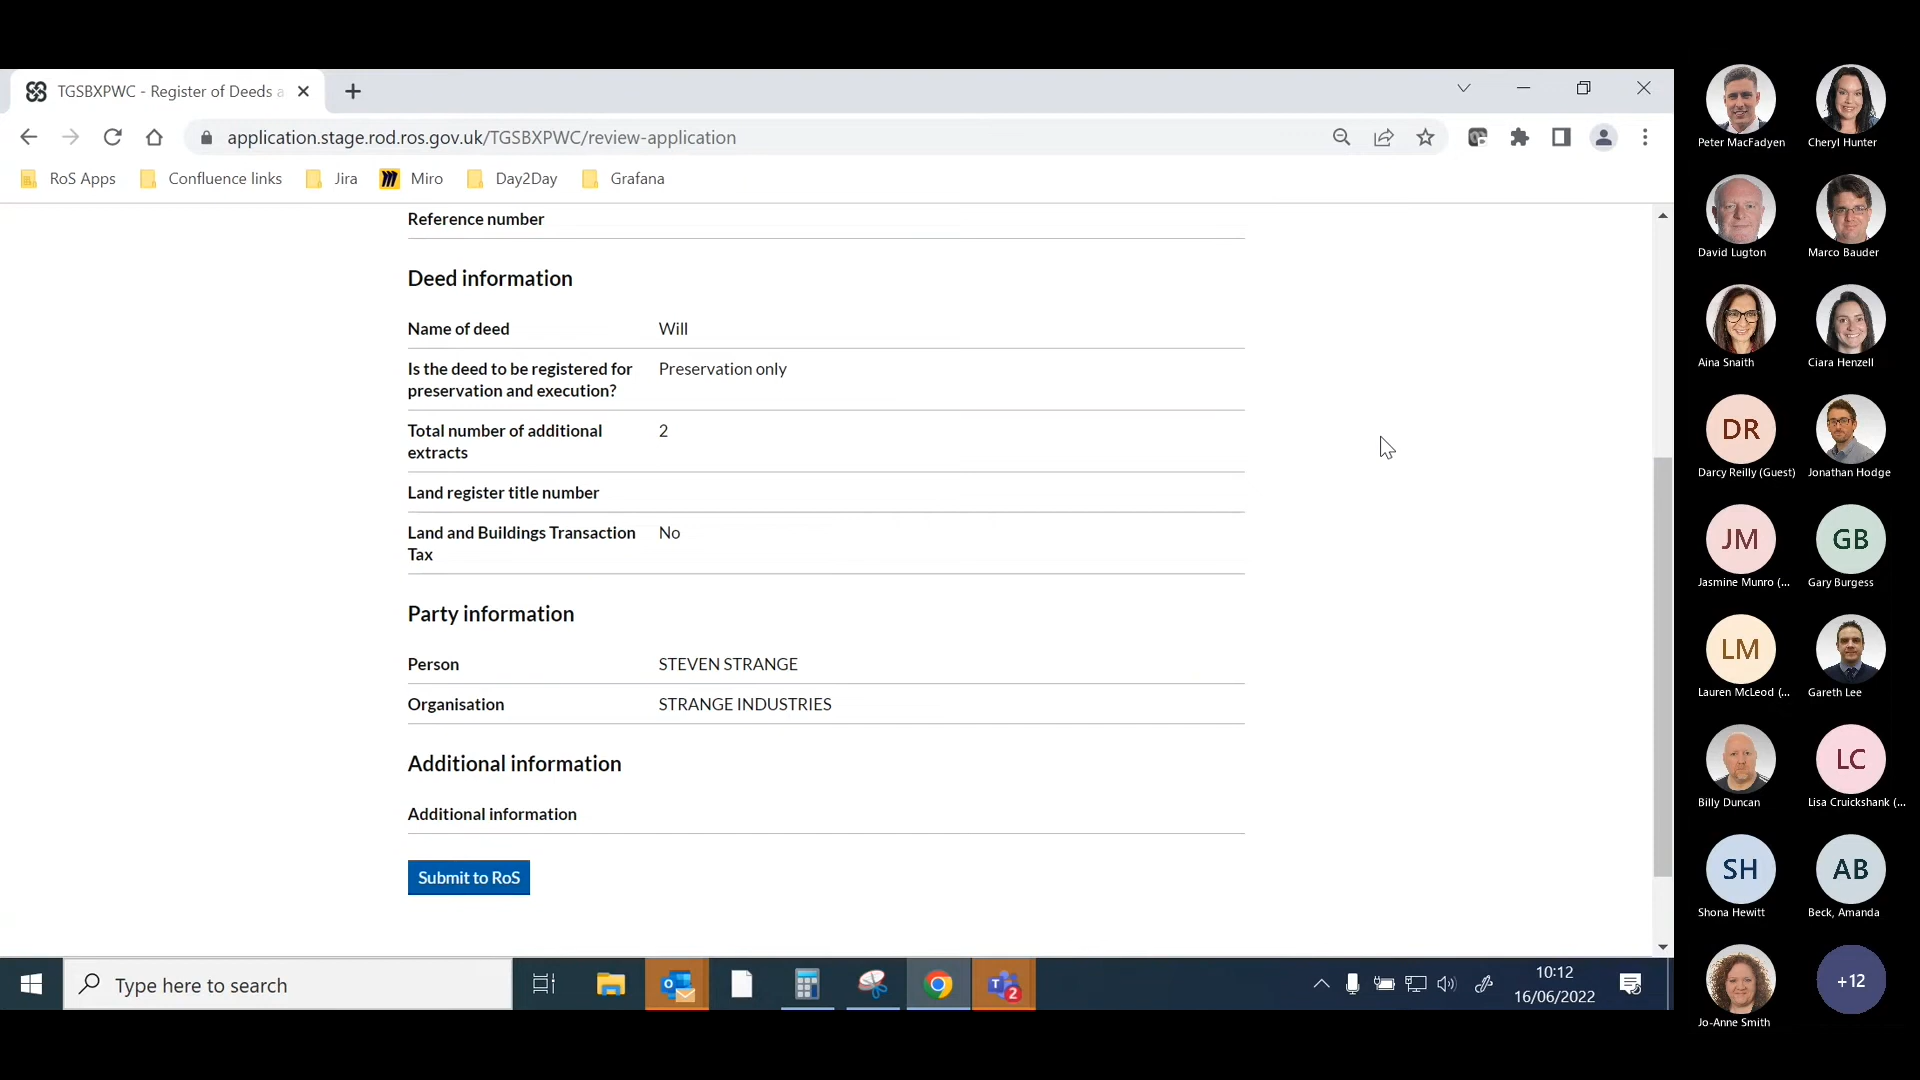 TGSBXPWC - Register of Deeds a
application.stage.rod.ros.gov.uk/TGSBXPWC/review-application
RoS Apps
Confluence links
Jira
Miro
Day2Day
Grafana
Reference number
Deed information
Name of deed Will
Is the deed to be registered for Preservation only
preservation and execution?
Total number of additional 2
extracts
Land register title number
Land and Buildings Transaction No
Tax
Party information
Person STEVEN STRANGE
Organisation STRANGE INDUSTRIES
Additional information
Additional information
Submit to RoS
Type here to search
2
10:12
16/06/2022
Peter MacFadyen Cheryl Hunter
David Lugton Marco Bauder
Aina Snaith Ciara Henzell
DR
Darcy Reilly (Guest) Jonathan Hodge
JM GB
Jasmine Munro (... Gary Burgess
LM
Lauren McLeod (... Gareth Lee
LC
Billy Duncan Lisa Cruickshank (...
SH AB
Shona Hewitt Beck, Amanda
+12
Jo-Anne Smith